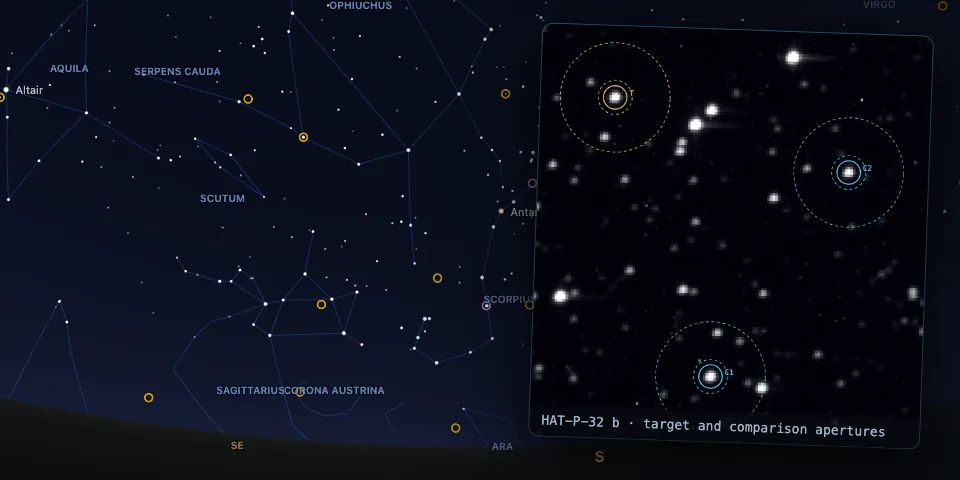 OPHIUCHUS
VIRGO
AQUILA
SERPENS CAUDA
Altair
T
C2
SCUTUM
Antar
SCORPIUS
S
C1
SAGITTARIUS
CORONA AUSTRINA
HAT-P-32 b · target and comparison apertures
SE
ARA
S